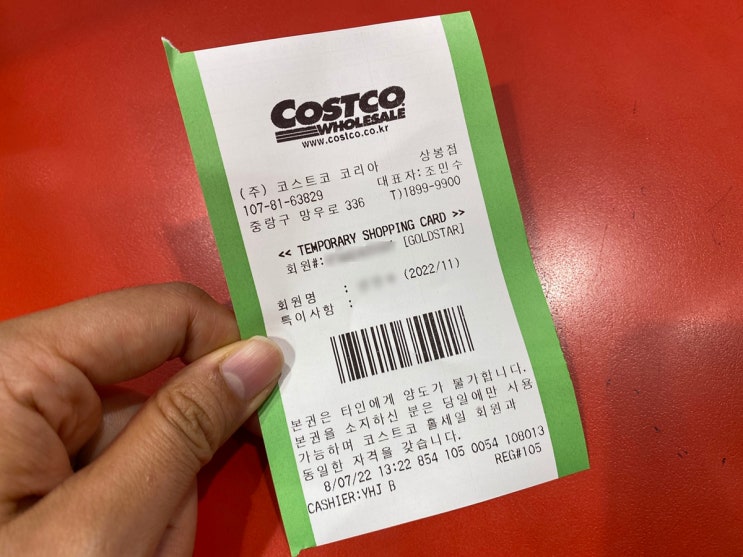 COSTCO
WHOLESALE
www.costco.co.kr
(주) 코스트코 코리아 상봉점
107-81-63829 대표자:조민수
중랑구 망우로 336 T)1899-9900
<< TEMPORARY SHOPPING CARD >>
회원#: [GOLDSTAR]
회원명 : (2022/11)
특이사항 :
본권은 타인에게 양도가 불가합니다.
본권을 소지하신 분은 당일에만 사용
가능하며 코스트코 홀세일 회원과
동일한 자격을 갖습니다.
8/07/22 13:22 854 105 0054 108013
REG#105
CASHIER:YHJ B